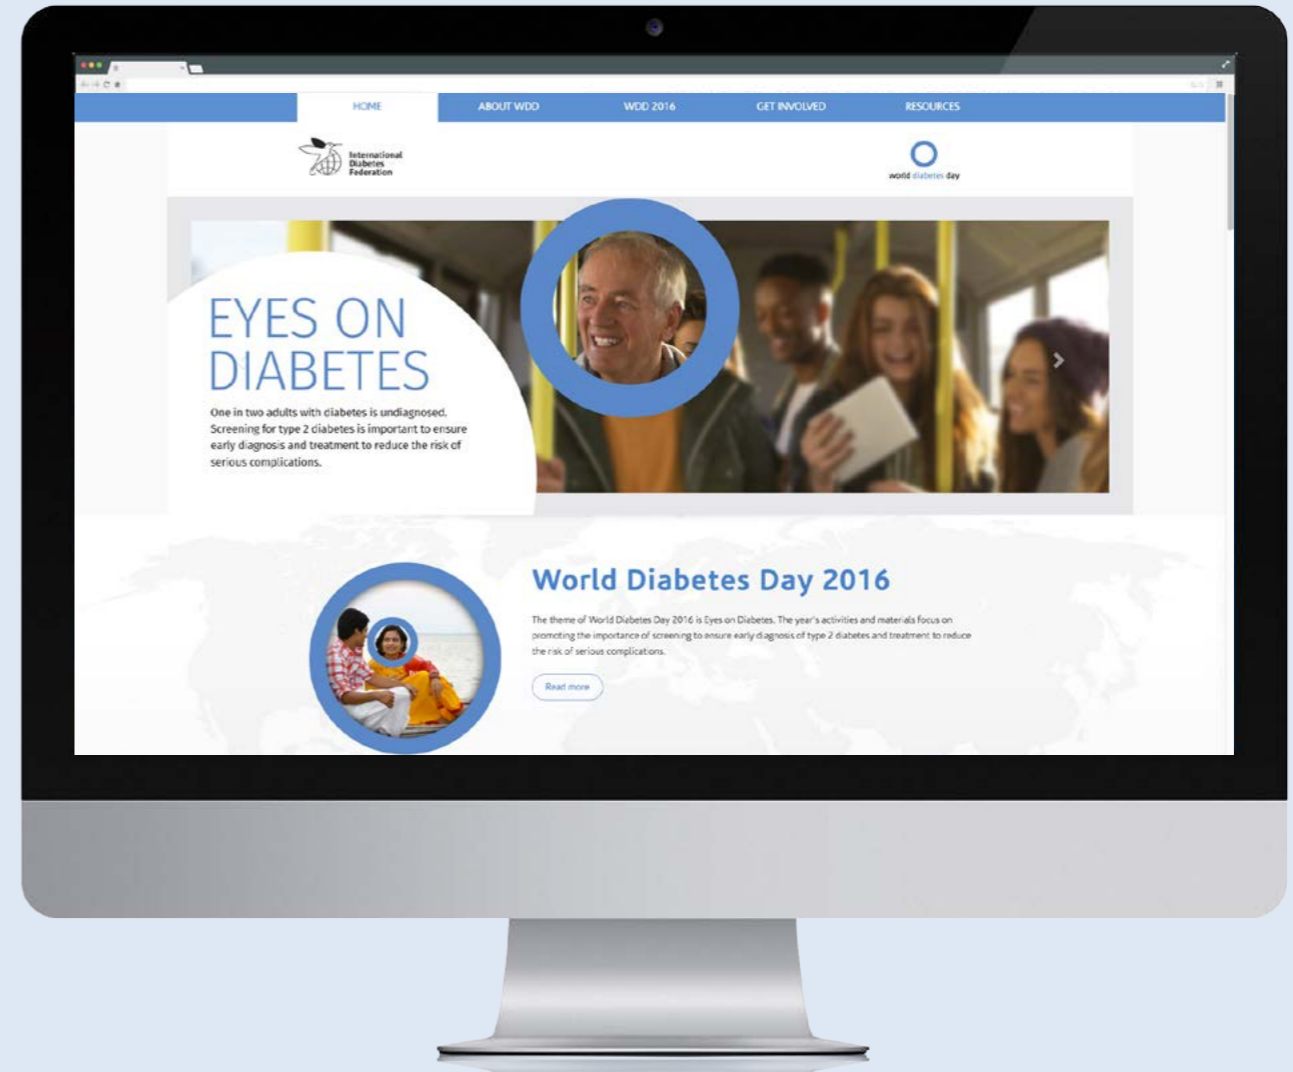 HOME ABOUT WDD WDD 2016 GET INVOLVED RESOURCES
International
Diabetes
Federation
world diabetes day
EYES ON
DIABETES
One in two adults with diabetes is undiagnosed.
Screening for type 2 diabetes is important to ensure
early diagnosis and treatment to reduce the risk of
serious complications.
World Diabetes Day 2016
The theme of World Diabetes Day 2016 is Eyes on Diabetes. The year's activities and materials focus on
promoting the importance of screening to ensure early diagnosis of type 2 diabetes and treatment to reduce
the risk of serious complications.
Read more